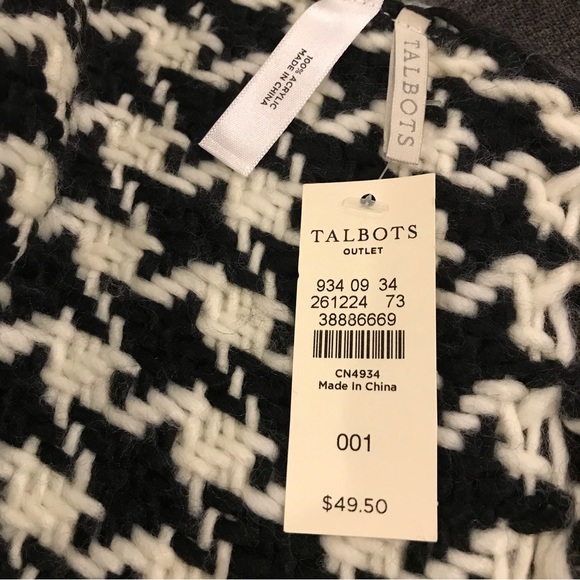 100% ACRYLIC
MADE IN CHINA
TALBOTS
TALBOTS
OUTLET
934 09 34
261224 73
38886669
CN4934
Made In China
001
$49.50